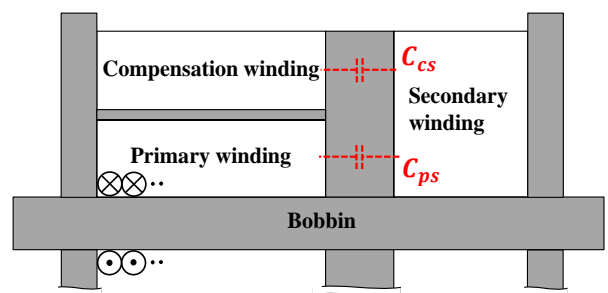 Compensation winding
C_cs
Secondary
winding
Primary winding
C_ps
Bobbin